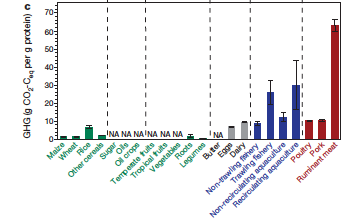 c
GHG (g CO₂-Ceq per g protein)
70
60
50
40
30
20
10
0
NA NA NA NA NA NA NA
Maize
Wheat
Rice
Other cereals
Sugar
Oils
Oil crops
Temperate fruits
Tropical fruits
Vegetables
Roots
Legumes
Butter
Eggs
Dairy
Non-trawling fishery
Trawling fishery
Non-recirculating aquaculture
Recirculating aquaculture
Poultry
Pork
Ruminant meat